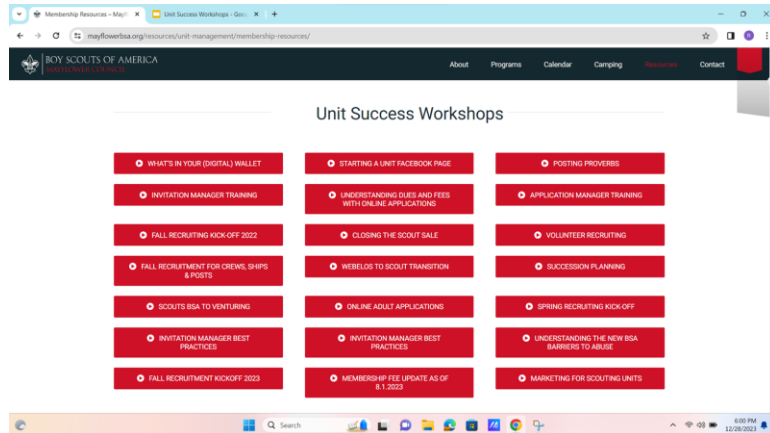 Membership Resources – Mayfl
Unit Success Workshops - Goo
mayflowerbsa.org/resources/unit-management/membership-resources/
BOY SCOUTS OF AMERICA
MAYFLOWER COUNCIL
About Programs Calendar Camping Resources Contact
Unit Success Workshops
WHAT'S IN YOUR (DIGITAL) WALLET
STARTING A UNIT FACEBOOK PAGE
POSTING PROVERBS
INVITATION MANAGER TRAINING
UNDERSTANDING DUES AND FEES
WITH ONLINE APPLICATIONS
APPLICATION MANAGER TRAINING
FALL RECRUITING KICK-OFF 2022
CLOSING THE SCOUT SALE
VOLUNTEER RECRUITING
FALL RECRUITMENT FOR CREWS, SHIPS
& POSTS
WEBELOS TO SCOUT TRANSITION
SUCCESSION PLANNING
SCOUTS BSA TO VENTURING
ONLINE ADULT APPLICATIONS
SPRING RECRUITING KICK-OFF
INVITATION MANAGER BEST
PRACTICES
INVITATION MANAGER BEST
PRACTICES
UNDERSTANDING THE NEW BSA
BARRIERS TO ABUSE
FALL RECRUITMENT KICKOFF 2023
MEMBERSHIP FEE UPDATE AS OF
8.1.2023
MARKETING FOR SCOUTING UNITS
Search
6:00 PM
12/28/2023